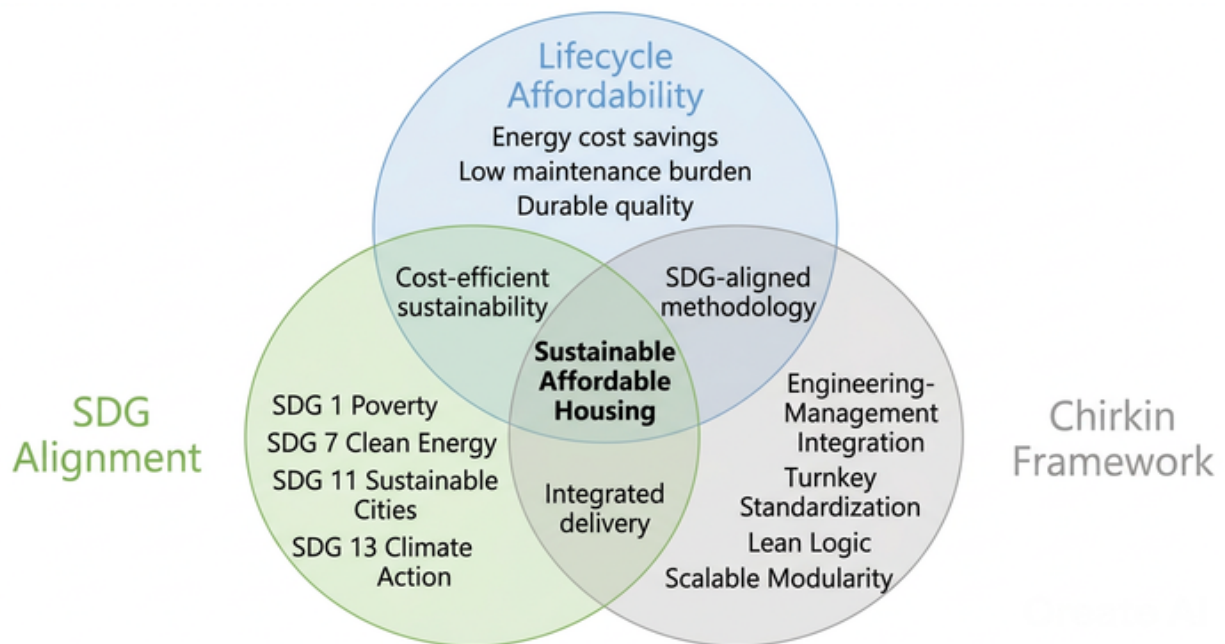 Lifecycle
Affordability
Energy cost savings
Low maintenance burden
Durable quality
Cost-efficient
sustainability
SDG-aligned
methodology
Sustainable
Affordable
Housing
SDG
Alignment
SDG 1 Poverty
SDG 7 Clean Energy
SDG 11 Sustainable
Cities
SDG 13 Climate
Action
Integrated
delivery
Engineering-
Management
Integration
Turnkey
Standardization
Lean Logic
Scalable Modularity
Chirkin
Framework